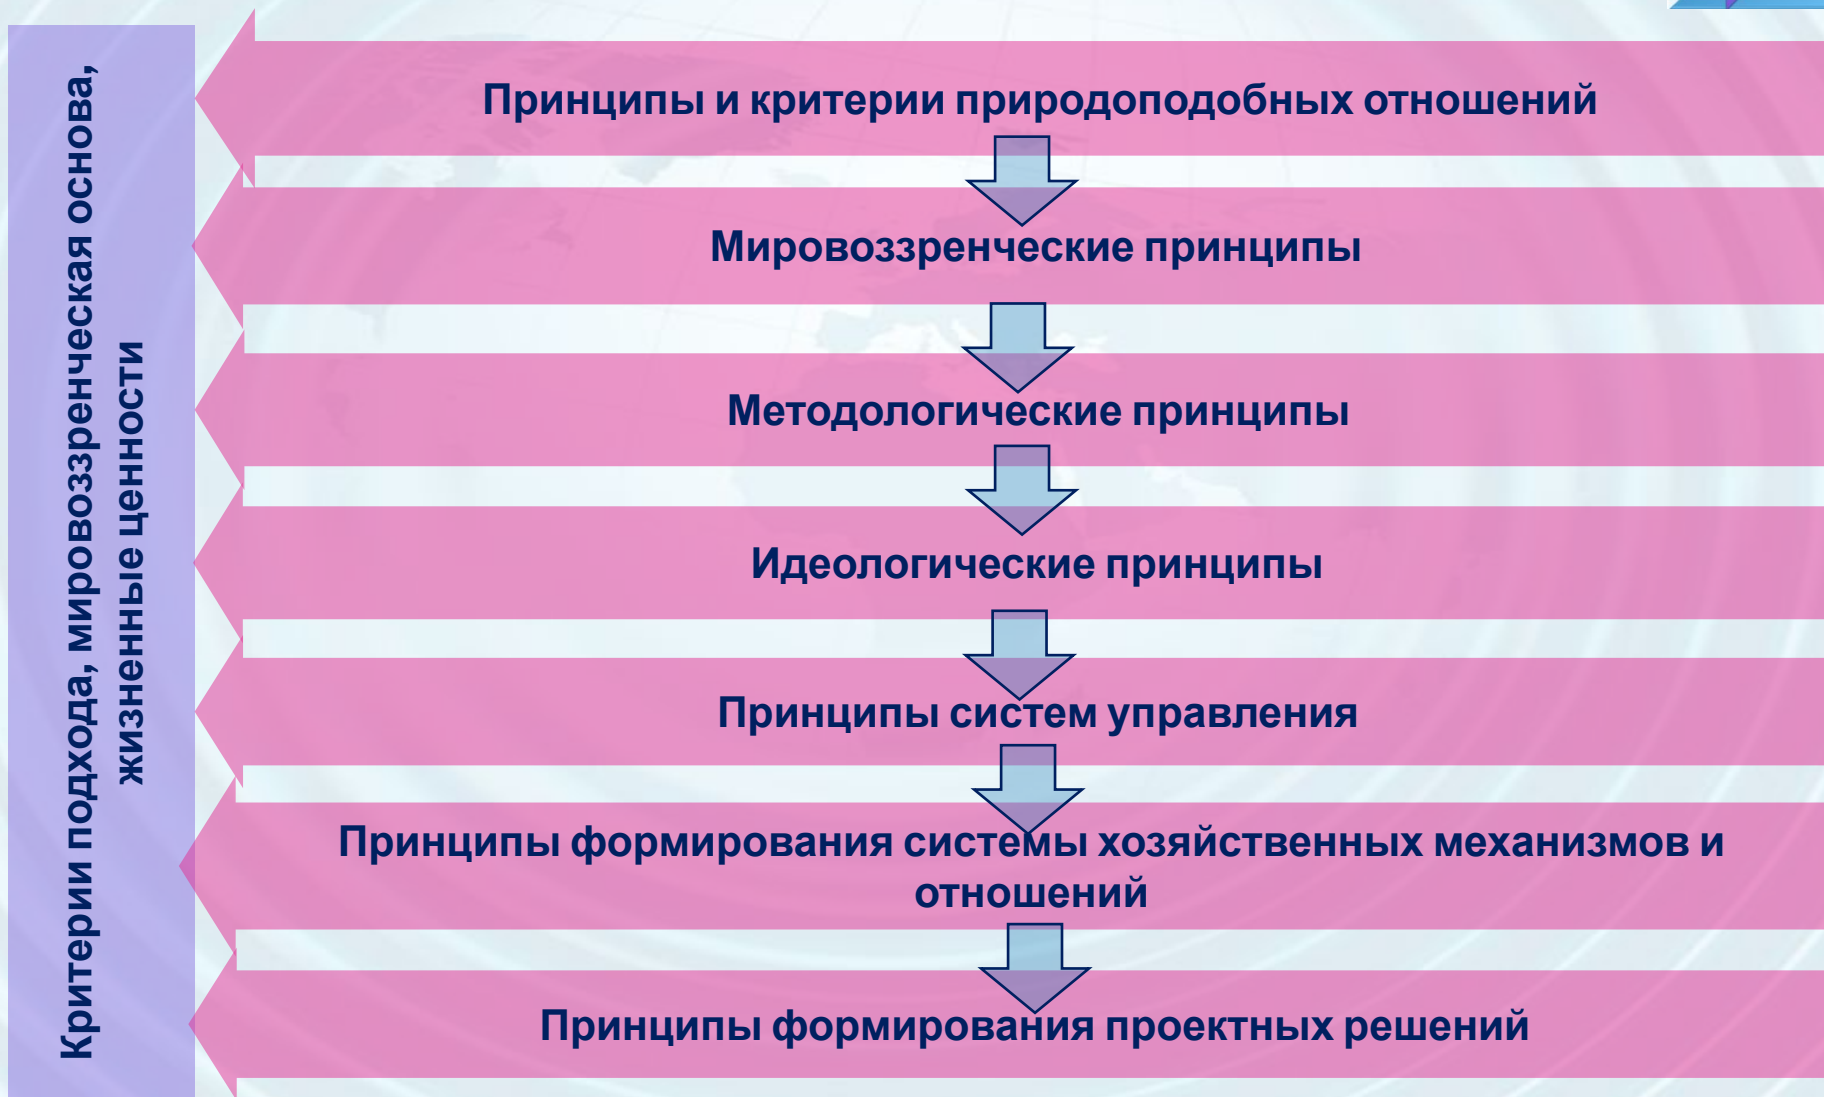 Критерии подхода, мировоззренческая основа,
жизненные ценности
Принципы и критерии природоподобных отношений
Мировоззренческие принципы
Методологические принципы
Идеологические принципы
Принципы систем управления
Принципы формирования системы хозяйственных механизмов и
отношений
Принципы формирования проектных решений